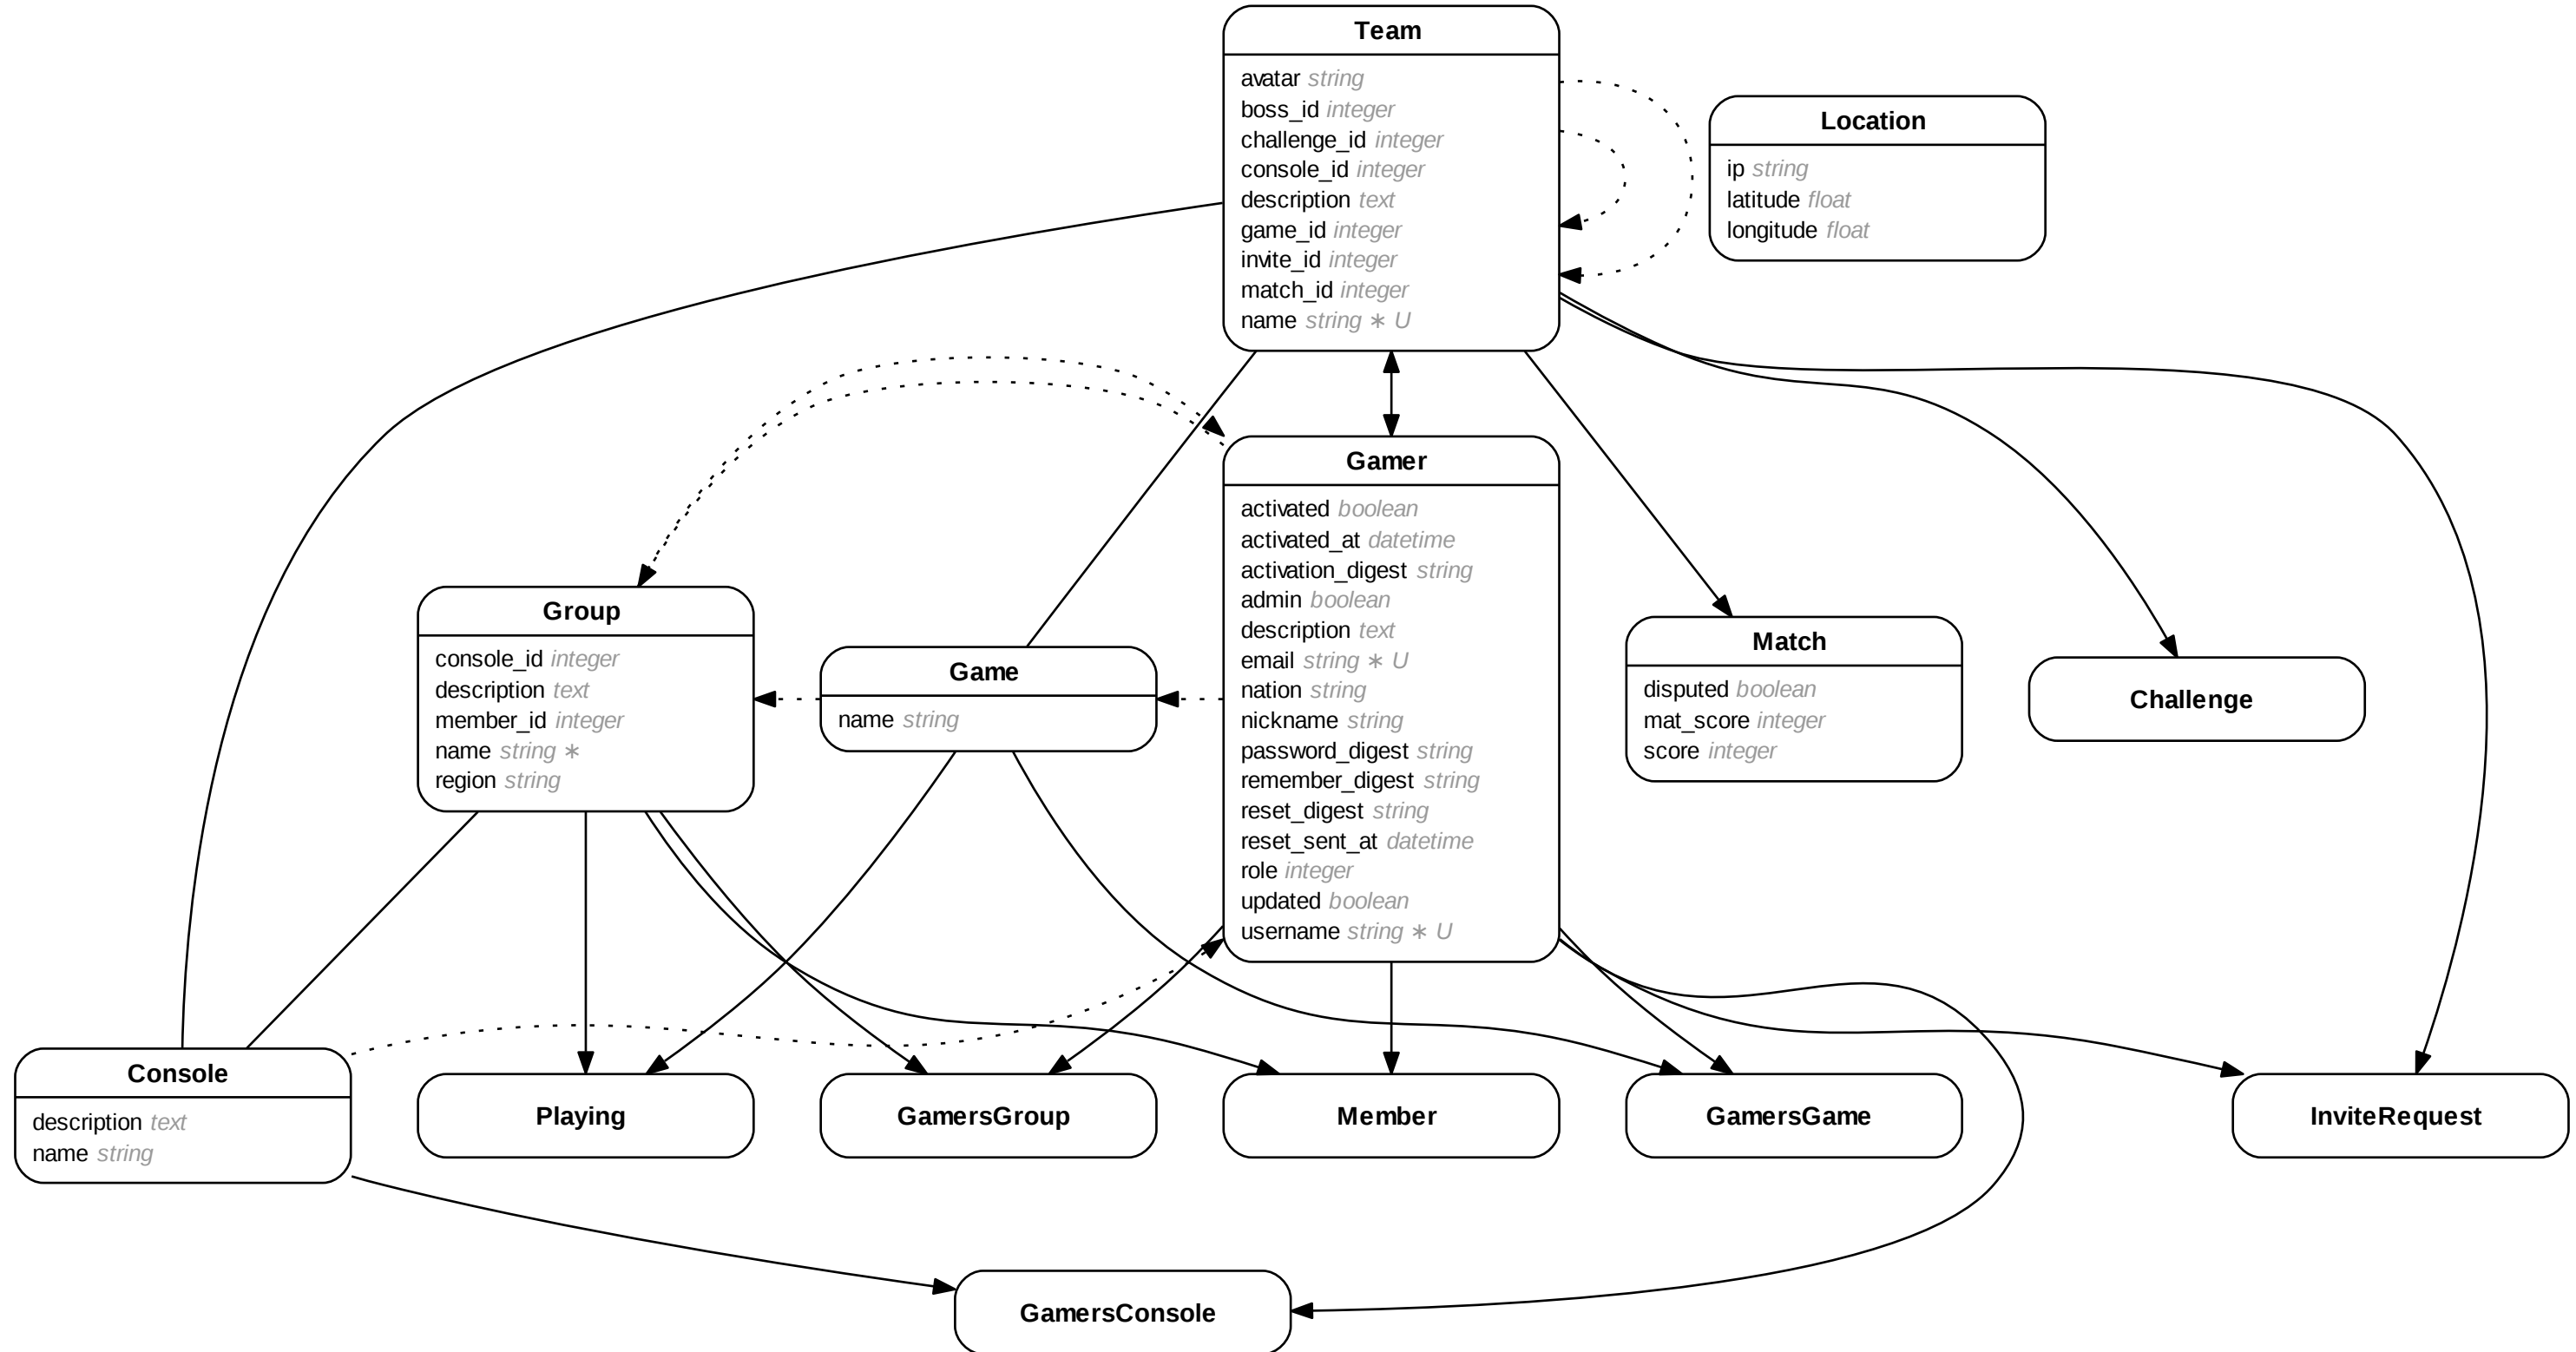 Team
avatar string
boss_id integer
challenge_id integer
console_id integer
description text
game_id integer
invite_id integer
match_id integer
name string ∗ U
Location
ip string
latitude float
longitude float
Gamer
activated boolean
activated_at datetime
activation_digest string
admin boolean
description text
email string ∗ U
nation string
nickname string
password_digest string
remember_digest string
reset_digest string
reset_sent_at datetime
role integer
updated boolean
username string ∗ U
Group
console_id integer
description text
member_id integer
name string ∗
region string
Game
name string
Match
disputed boolean
mat_score integer
score integer
Challenge
Console
description text
name string
Playing
GamersGroup
Member
GamersGame
InviteRequest
GamersConsole